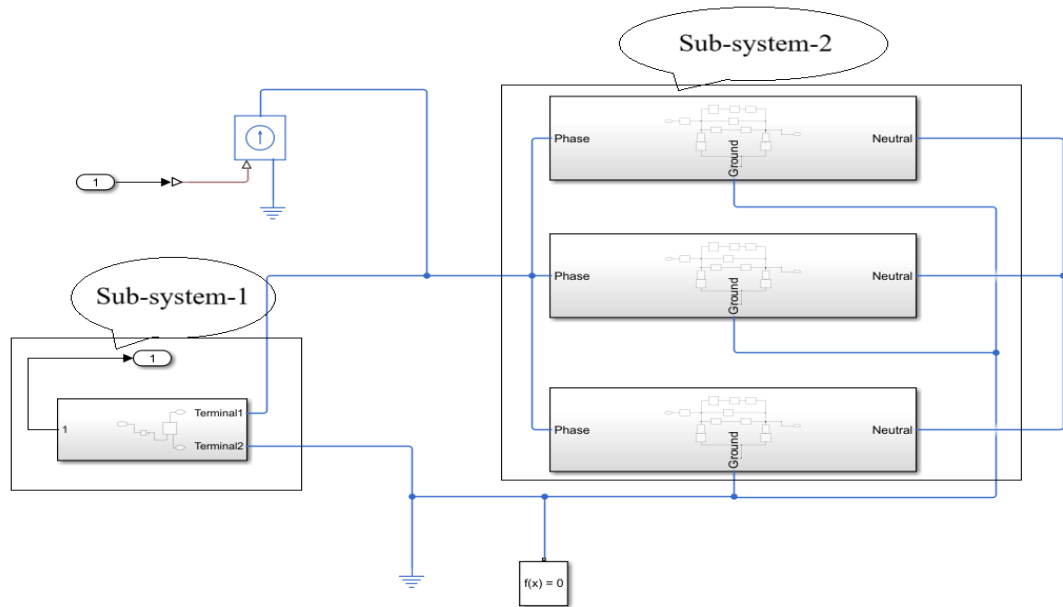 Sub-system-2
Phase
Neutral
Ground
1
Phase
Neutral
Ground
Sub-system-1
1
Phase
Neutral
Ground
1
Terminal1
Terminal2
f(x) = 0